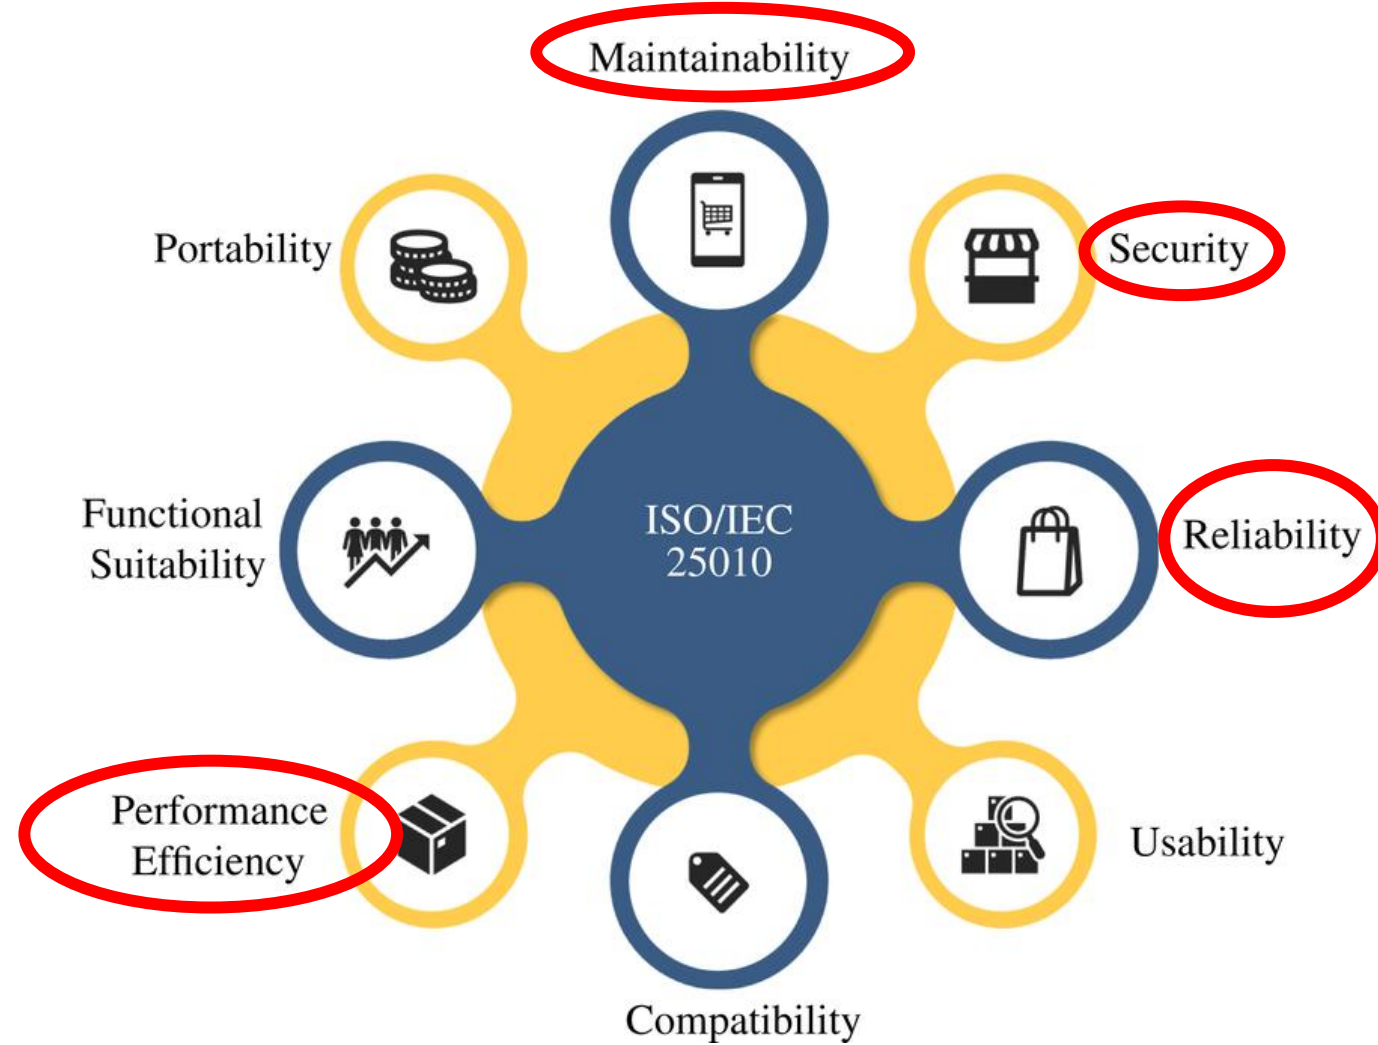 Maintainability
Portability
Security
Functional
Suitability
ISO/IEC
25010
Reliability
Performance
Efficiency
Usability
Compatibility